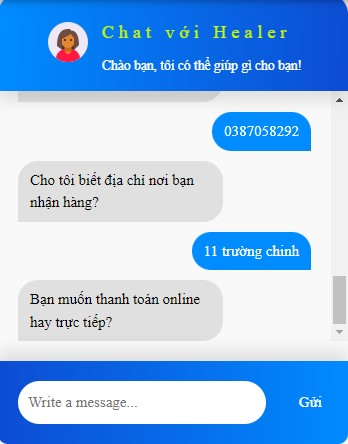 Chat với Healer
Chào bạn, tôi có thể giúp gì cho bạn!
0387058292
Cho tôi biết địa chỉ nơi bạn
nhận hàng?
11 trường chinh
Bạn muốn thanh toán online
hay trực tiếp?
Write a message...
Gửi